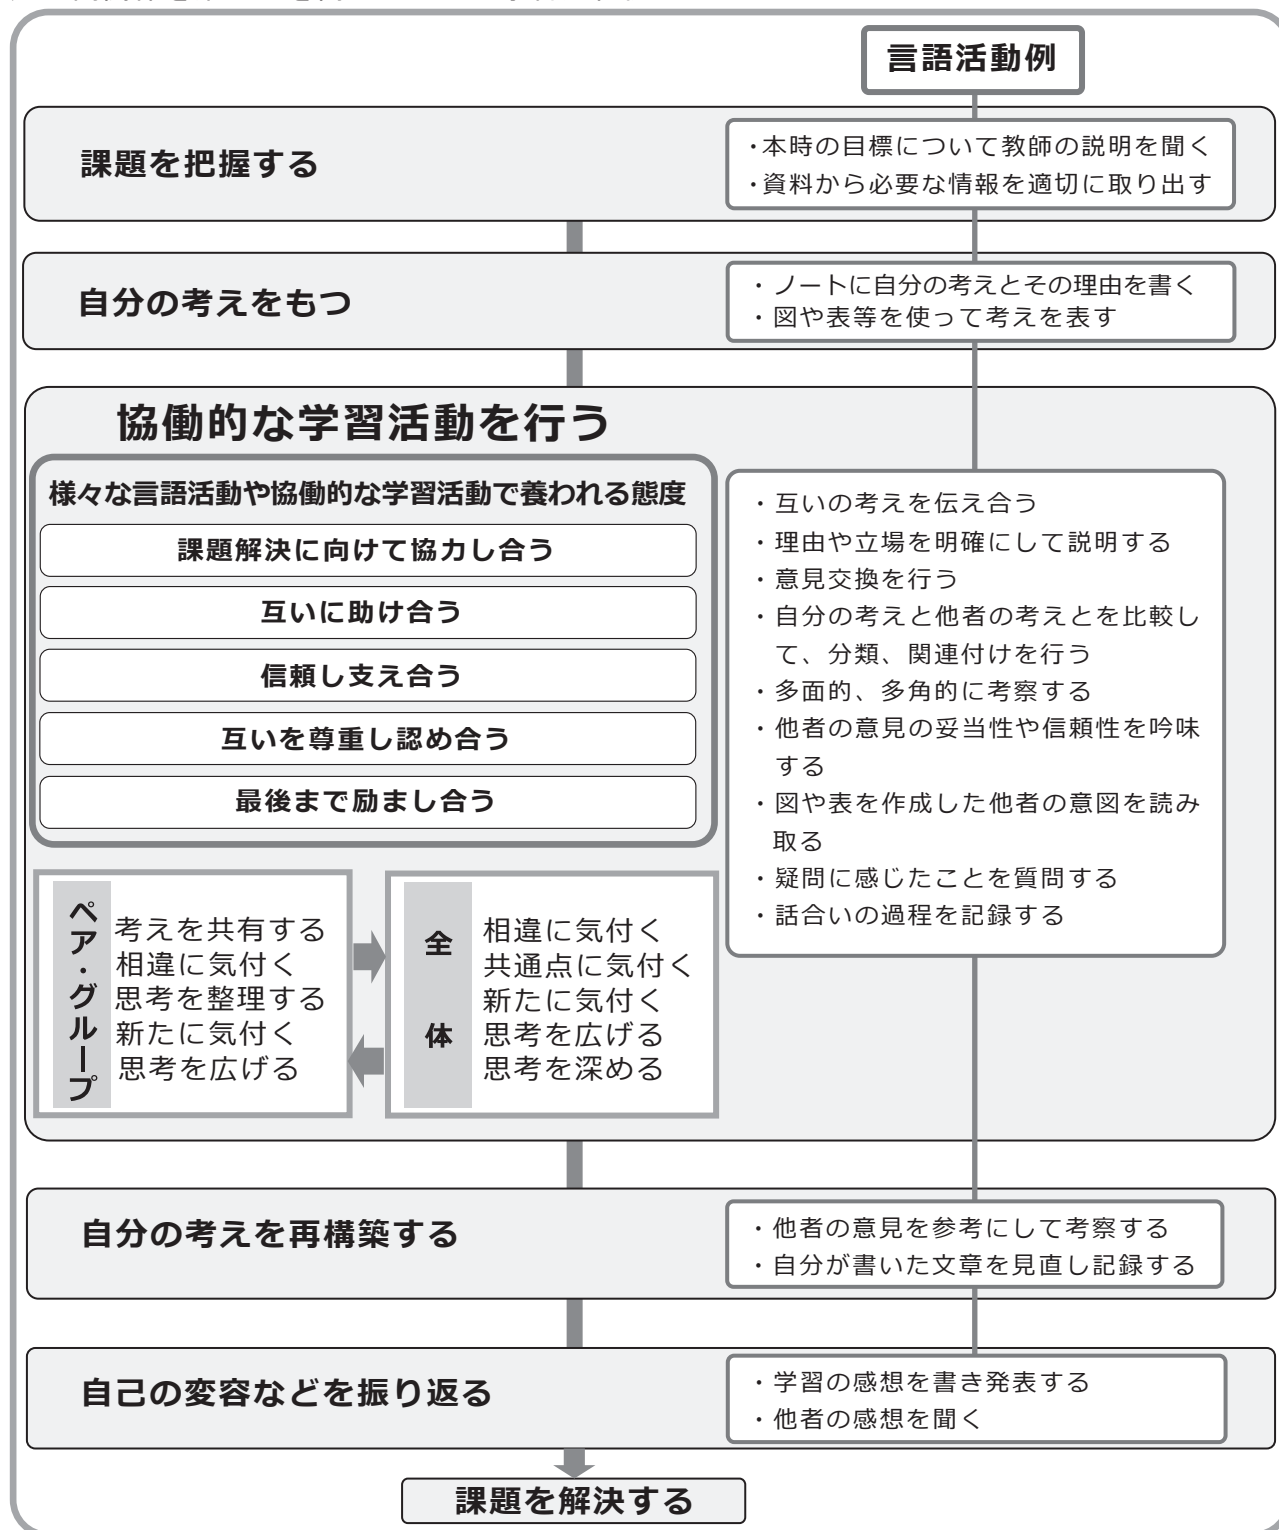 言語活動例
課題を把握する
・本時の目標について教師の説明を聞く
・資料から必要な情報を適切に取り出す
自分の考えをもつ
・ノートに自分の考えとその理由を書く
・図や表等を使って考えを表す
協働的な学習活動を行う
様々な言語活動や協働的な学習活動で養われる態度
課題解決に向けて協力し合う
互いに助け合う
信頼し支え合う
互いを尊重し認め合う
最後まで励まし合う
・互いの考えを伝え合う
・理由や立場を明確にして説明する
・意見交換を行う
・自分の考えと他者の考えとを比較し
て、分類、関連付けを行う
・多面的、多角的に考察する
・他者の意見の妥当性や信頼性を吟味
する
・図や表を作成した他者の意図を読み
取る
・疑問に感じたことを質問する
・話合いの過程を記録する
ペア・グループ
考えを共有する
相違に気付く
思考を整理する
新たに気付く
思考を広げる
全体
相違に気付く
共通点に気付く
新たに気付く
思考を広げる
思考を深める
自分の考えを再構築する
・他者の意見を参考にして考察する
・自分が書いた文章を見直し記録する
自己の変容などを振り返る
・学習の感想を書き発表する
・他者の感想を聞く
課題を解決する